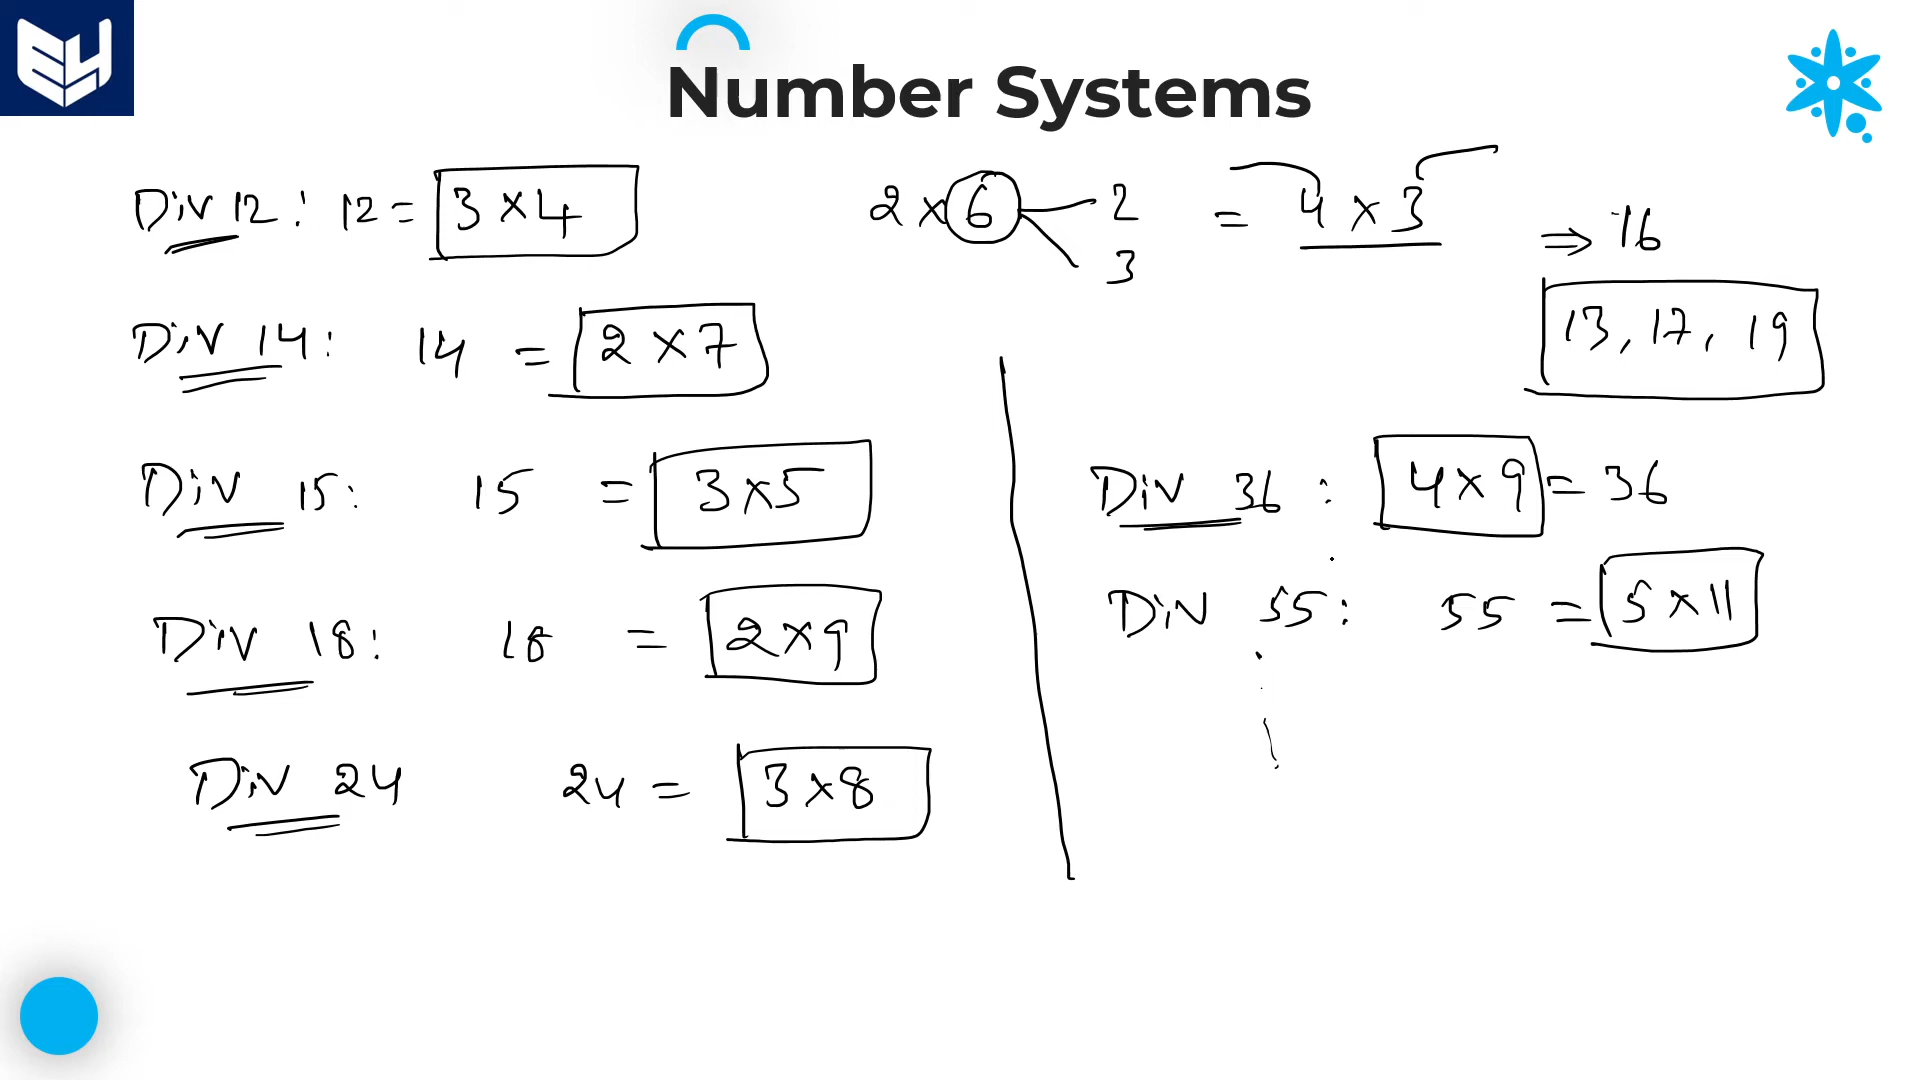 EY
Number Systems
Div 12: 12 = 3 × 4
2 × 6 2 3 = 4 × 3
⇒ 16
13, 17, 19
Div 14: 14 = 2 × 7
Div 15: 15 = 3 × 5
Div 18: 18 = 2 × 9
Div 24 24 = 3 × 8
Div 36: 4 × 9 = 36
Div 55: 55 = 5 × 11